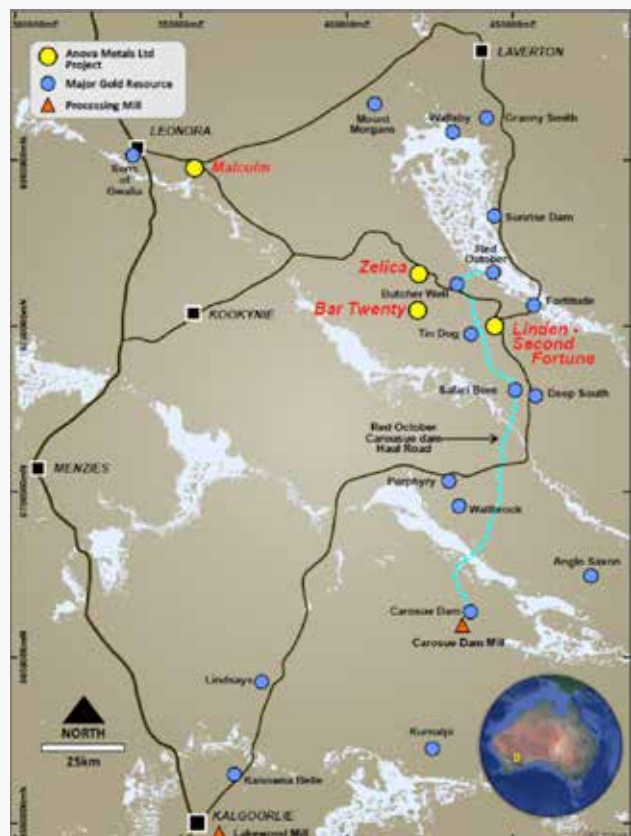 Anova Metals Ltd
Project
Major Gold Resource
Processing Mill
LAVERTON
LEONORA
Mount
Morgans
Wallaby
Granny Smith
Sons
of
Gwalia
Malcolm
Sunrise Dam
Red
October
Zelica
Butcher Well
Fortitude
KOOKYNIE
Bar Twenty
Tin Dog
Linden -
Second
Fortune
Safari Bore
Deep South
Red October
Carousue dam
Haul Road
MENZIES
Porphyry
Wallbrook
Anglo Saxon
Carosue Dam
Carosue Dam Mill
Lindsays
NORTH
25km
Kurnalpi
Kanowna Belle
KALGOORLIE
Lakewood Mill